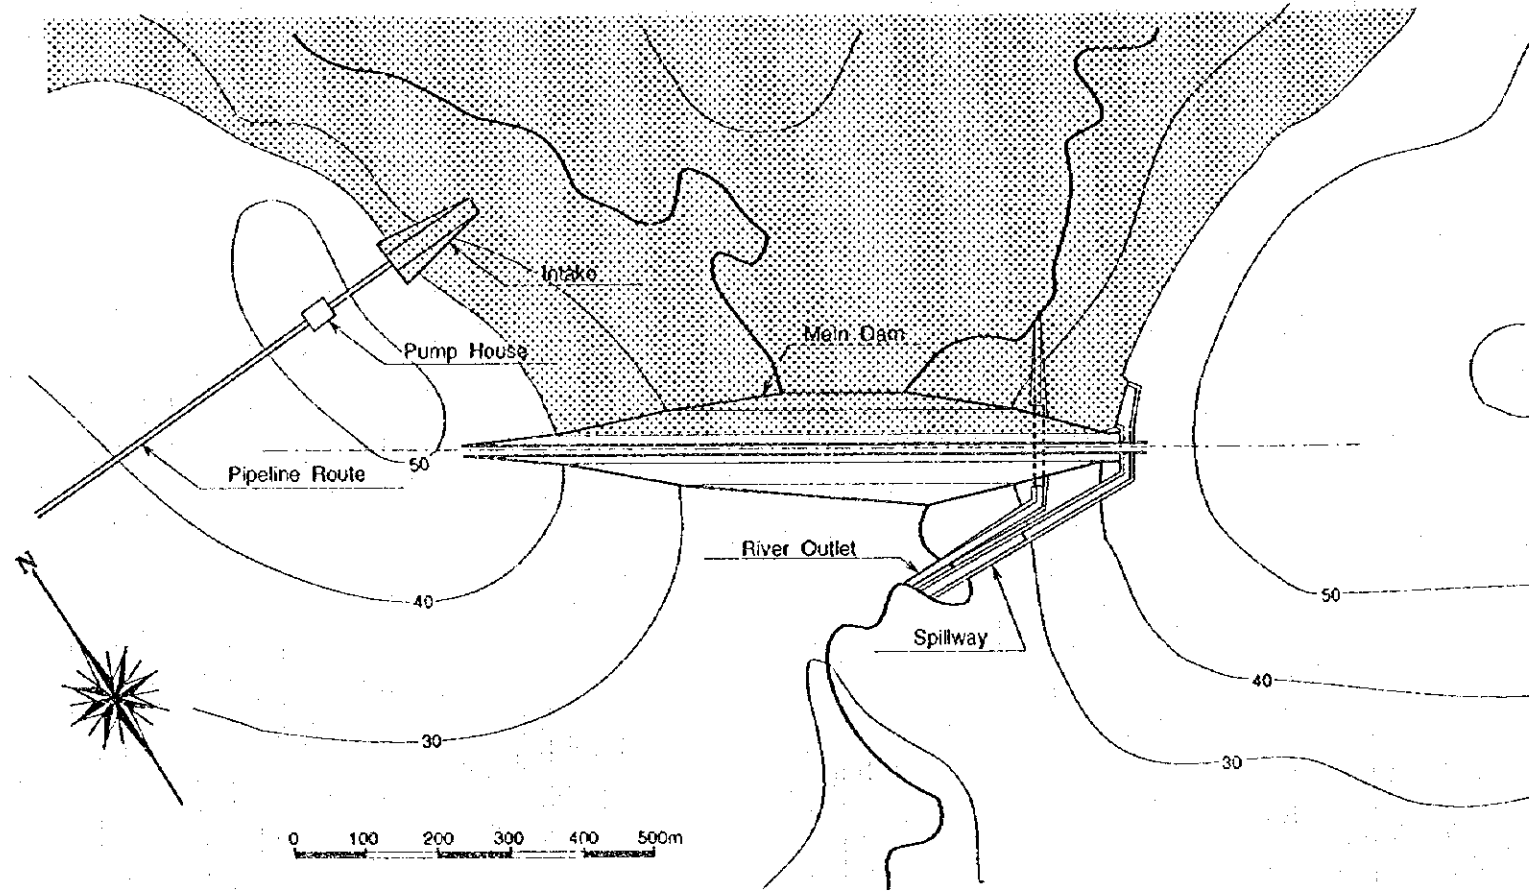 Intake
Main Dam
Pump House
50
Pipeline Route
River Outlet
N
50
40
Spillway
40
30
30
0 100 200 300 400 500m